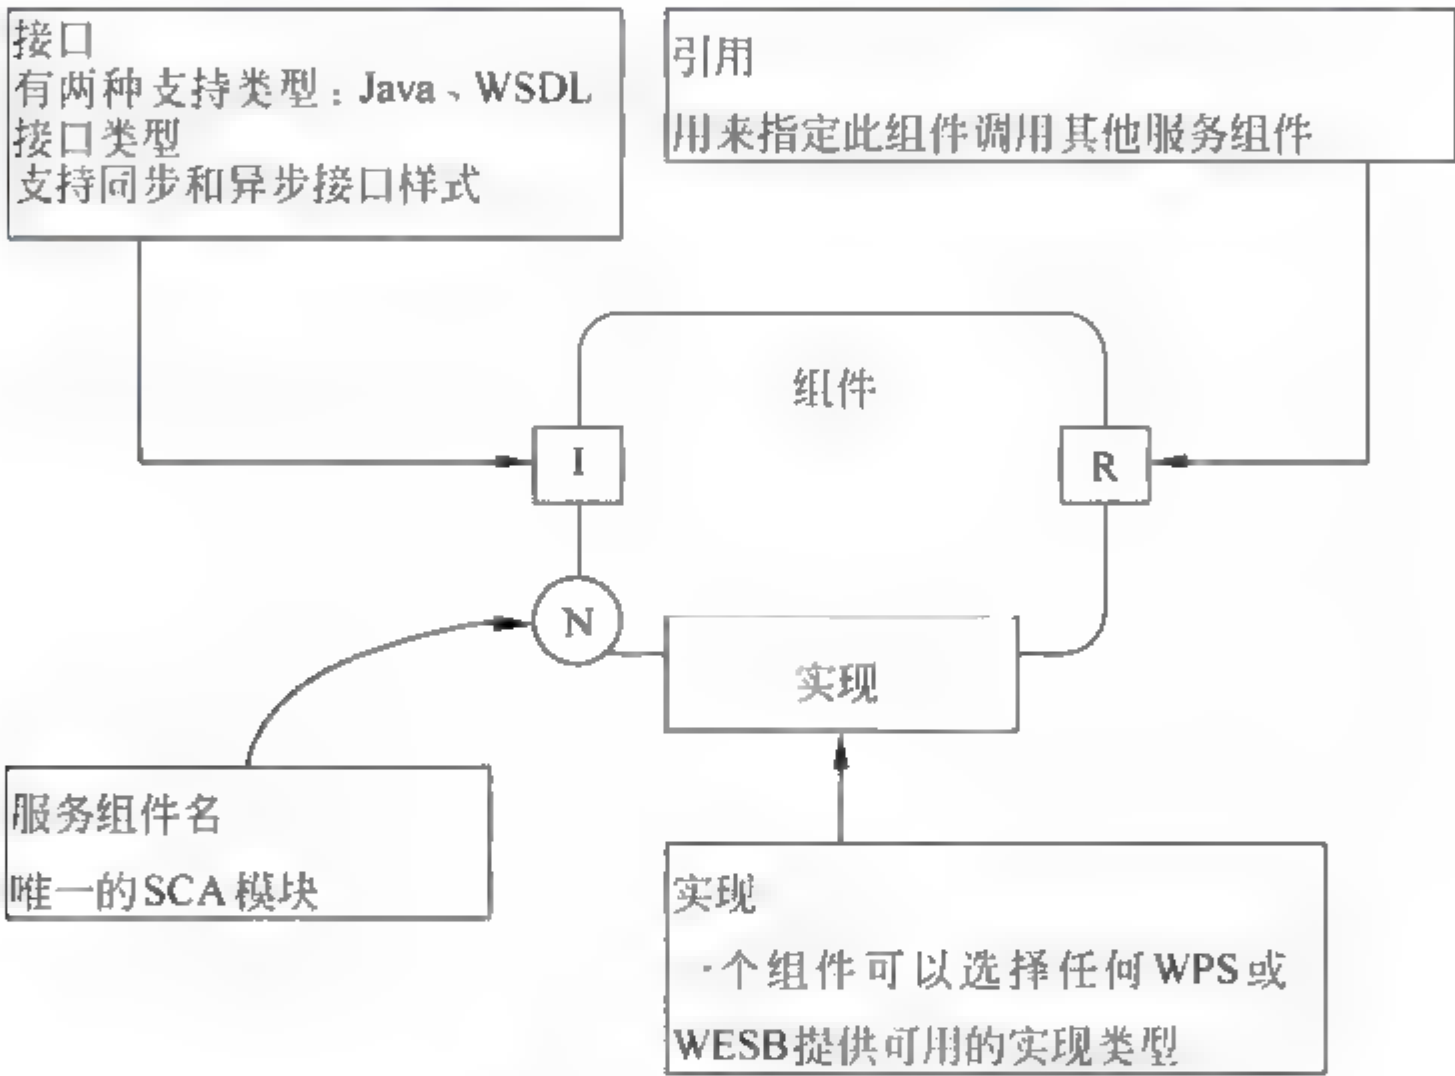 接口
有两种支持类型：Java、WSDL
接口类型
支持同步和异步接口样式
引用
用来指定此组件调用其他服务组件
组件
I
R
N
实现
服务组件名
唯一的SCA模块
实现
个组件可以选择任何WPS或
WESB提供可用的实现类型